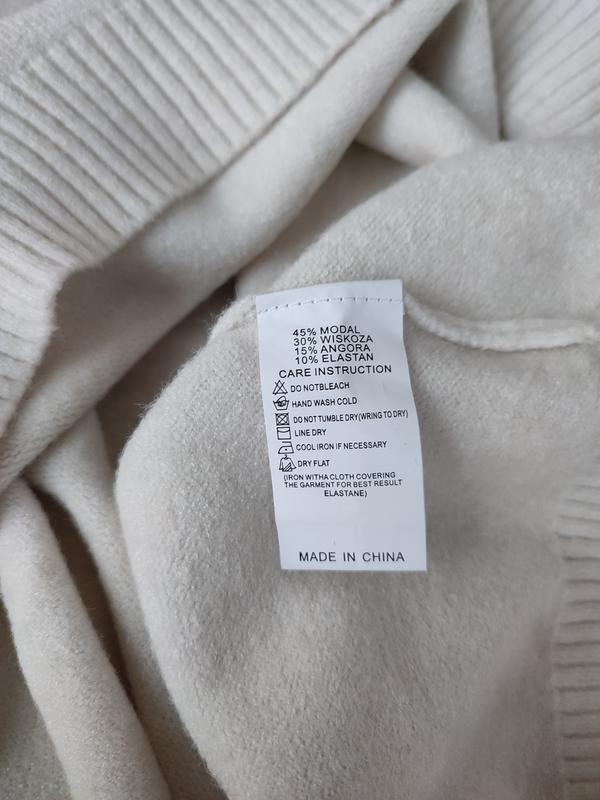 45% MODAL
30% WISKOZA
15% ANGORA
10% ELASTAN
CARE INSTRUCTION
DO NOTBLEACH
HAND WASH COLD
DO NOT TUMBLE DRY(WRING TO DRY)
LINE DRY
COOL IRON IF NECESSARY
DRY FLAT
(IRON WITHA CLOTH COVERING
THE GARMENT FOR BEST RESULT
ELASTANE)
MADE IN CHINA